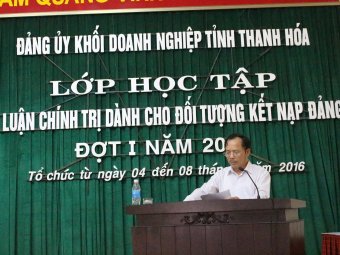 QUANG
ĐẢNG ỦY KHỐI DOANH NGHIỆP TỈNH THANH HÓA
LỚP HỌC TẬP
LUẬN CHÍNH TRỊ DÀNH CHO ĐỐI TƯỢNG KẾT NẠP ĐẢNG
ĐỢT I NĂM 20
Tổ chức từ ngày 04 đến 08 thán 2016